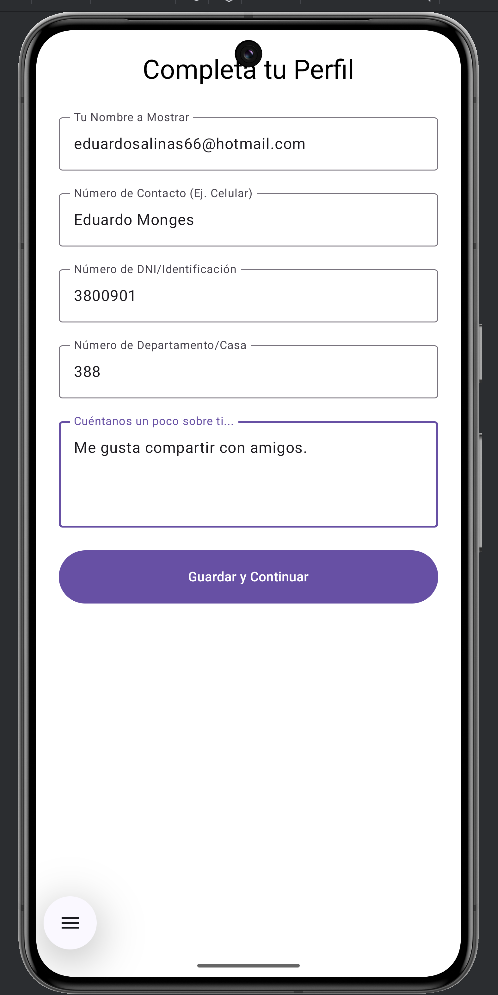 Completa tu Perfil
Tu Nombre a Mostrar
eduardosalinas66@hotmail.com
Número de Contacto (Ej. Celular)
Eduardo Monges
Número de DNI/Identificación
3800901
Número de Departamento/Casa
388
Cuéntanos un poco sobre ti...
Me gusta compartir con amigos.
Guardar y Continuar